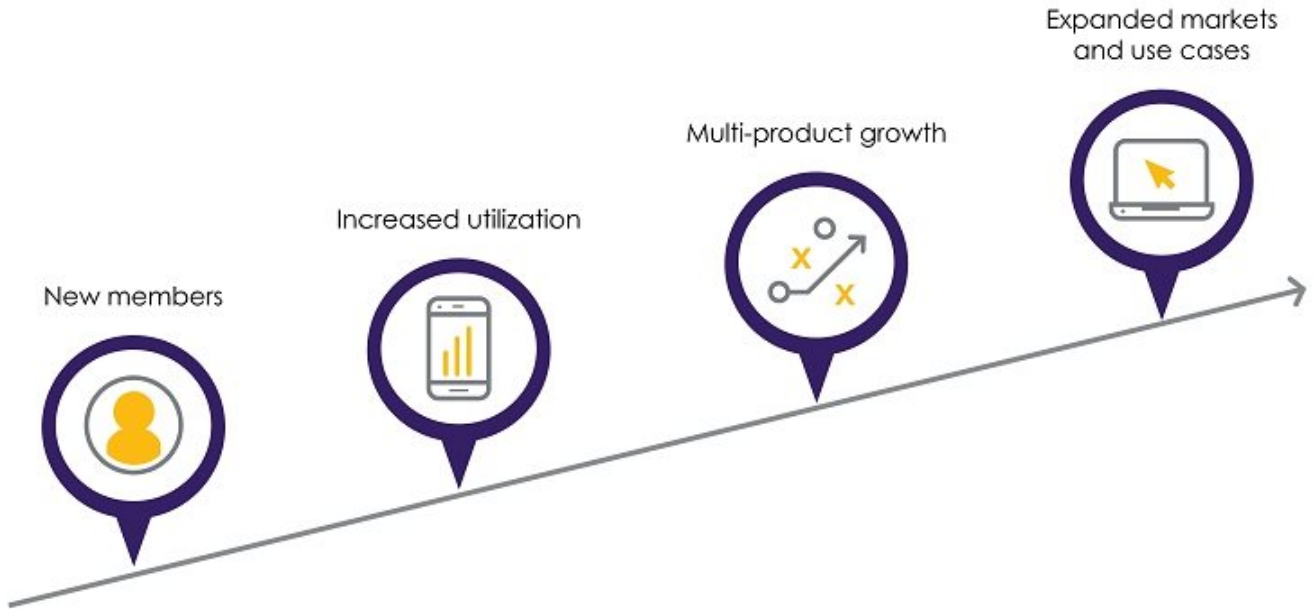 New members
Increased utilization
Multi-product growth
Expanded markets
and use cases